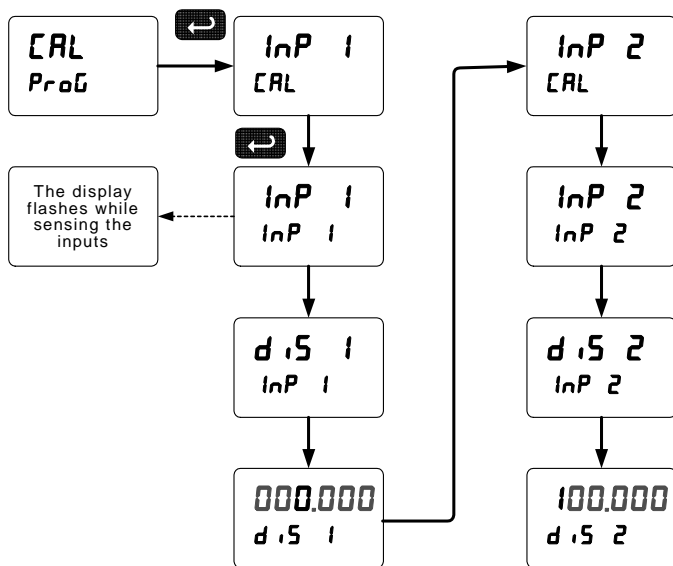 CAL
ProG
InP 1
CAL
InP 2
CAL
The display
flashes while
sensing the
inputs
InP 1
InP 1
InP 2
InP 2
diS 1
InP 1
diS 2
InP 2
000.000
diS 1
100.000
diS 2